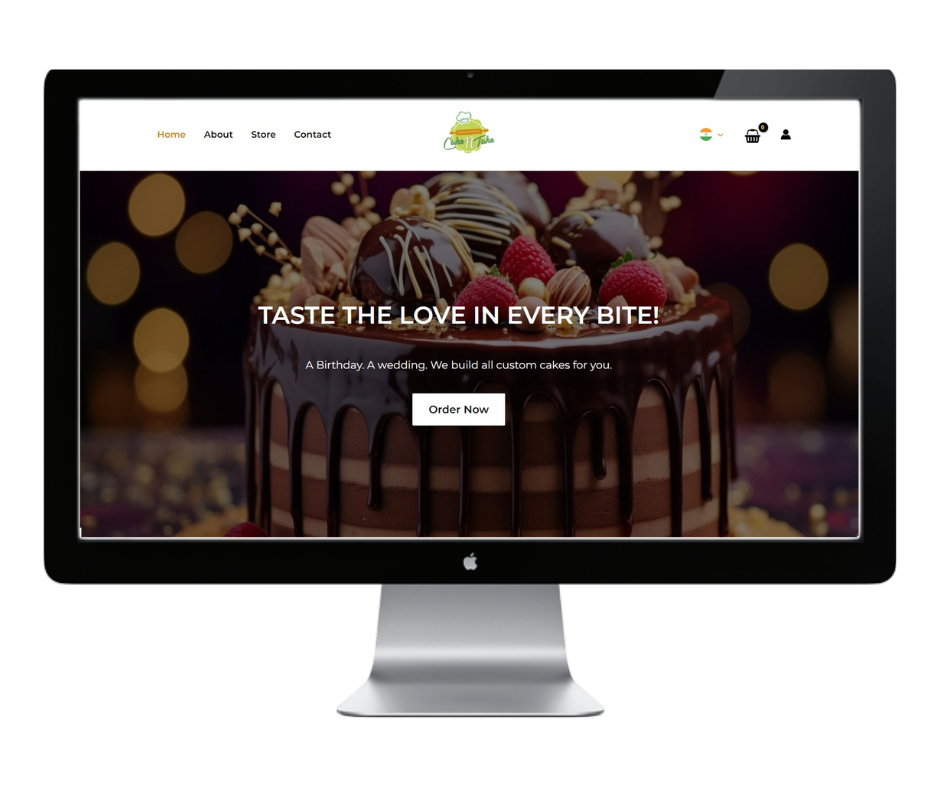 Home About Store Contact
Cake Take
0
TASTE THE LOVE IN EVERY BITE!
A Birthday. A wedding. We build all custom cakes for you.
Order Now